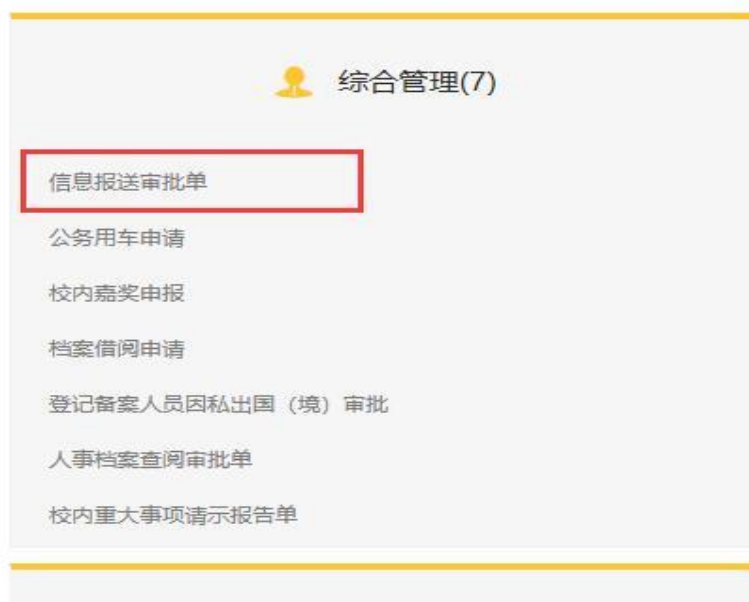 综合管理(7)
信息报送审批单
公务用车申请
校内嘉奖申报
档案借阅申请
登记备案人员因私出国（境）审批
人事档案查阅审批单
校内重大事项请示报告单